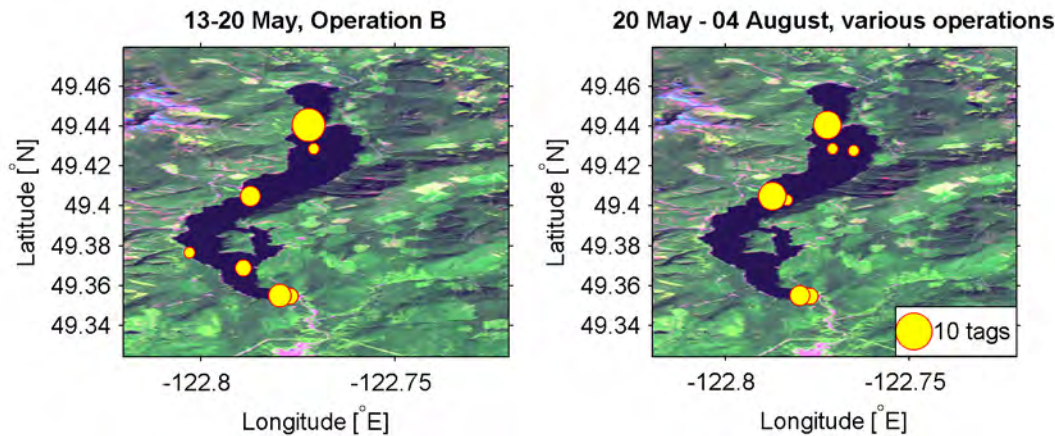 13-20 May, Operation B
20 May - 04 August, various operations
Latitude [°N]
49.46
49.44
49.42
49.4
49.38
49.36
49.34
-122.8
-122.75
Longitude [°E]
Latitude [°N]
49.46
49.44
49.42
49.4
49.38
49.36
49.34
-122.8
-122.75
Longitude [°E]
10 tags